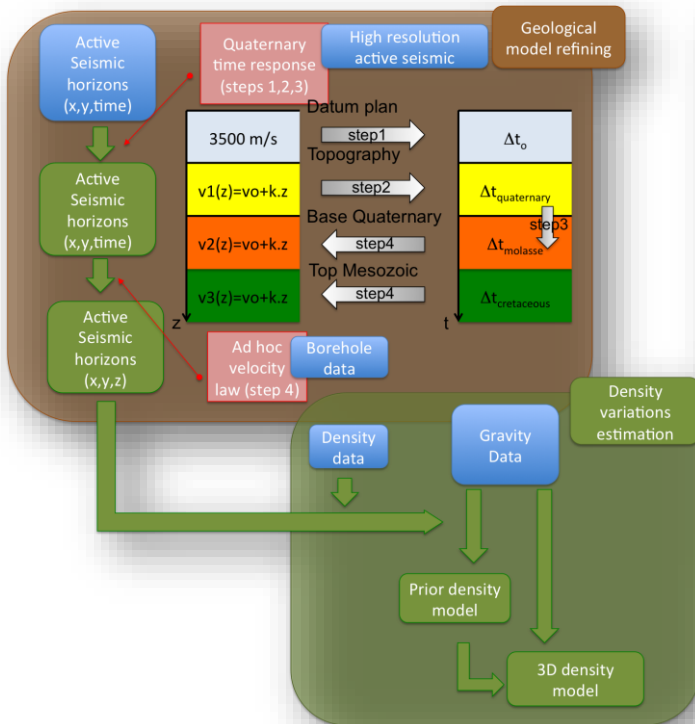 Active
Seismic
horizons
(x,y,time)
Quaternary
time response
(steps 1,2,3)
High resolution
active seismic
Geological
model refining
Datum plan
3500 m/s
step1
Δt₀
Topography
Active
Seismic
horizons
(x,y,time)
v1(z)=vo+k.z
step2
Δtquaternary
Base Quaternary
step3
v2(z)=vo+k.z
step4
Δtmolasse
Top Mesozoic
v3(z)=vo+k.z
step4
Δtcretaceous
z
t
Active
Seismic
horizons
(x,y,z)
Ad hoc
velocity
law (step 4)
Borehole
data
Density
variations
estimation
Density
data
Gravity
Data
Prior density
model
3D density
model